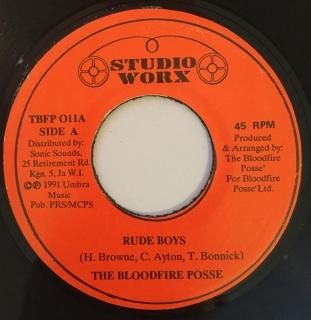 STUDIO
WORX
TBFP O11A
SIDE A
Distributed by:
Sonic Sounds,
25 Retirement Rd.
Kgn. 5, Ja W.I.
©℗ 1991 Umbra
Music
Pub. PRS/MCPS
45 RPM
Produced
& Arranged by:
The Bloodfire
Posse'
For Bloodfire
Posse' Ltd.
RUDE BOYS
(H. Browne, C. Ayton, T. Bonnick)
THE BLOODFIRE POSSE